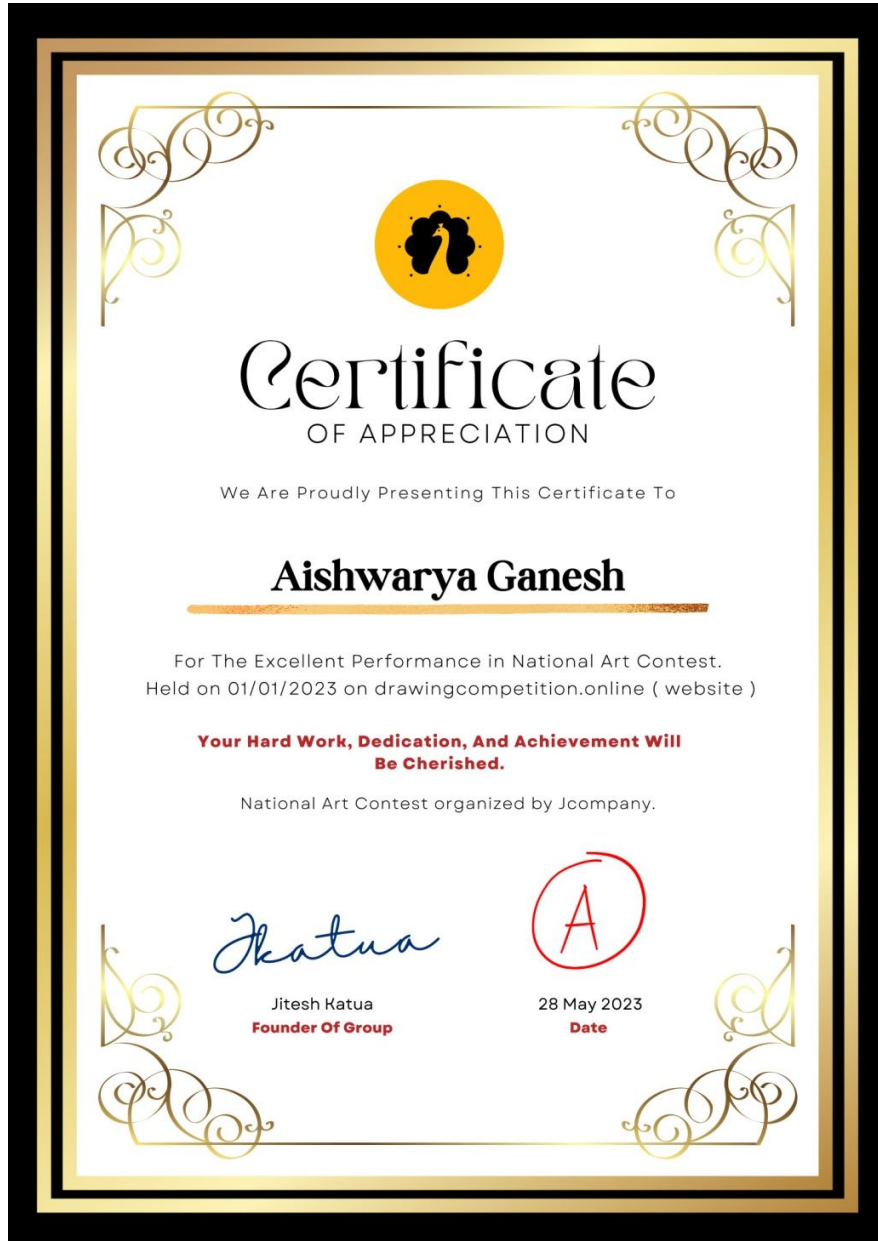 Certificate
OF APPRECIATION
We Are Proudly Presenting This Certificate To
Aishwarya Ganesh
For The Excellent Performance in National Art Contest.
Held on 01/01/2023 on drawingcompetition.online ( website )
Your Hard Work, Dedication, And Achievement Will
Be Cherished.
National Art Contest organized by Jcompany.
Jkatua
A
Jitesh Katua
28 May 2023
Founder Of Group
Date